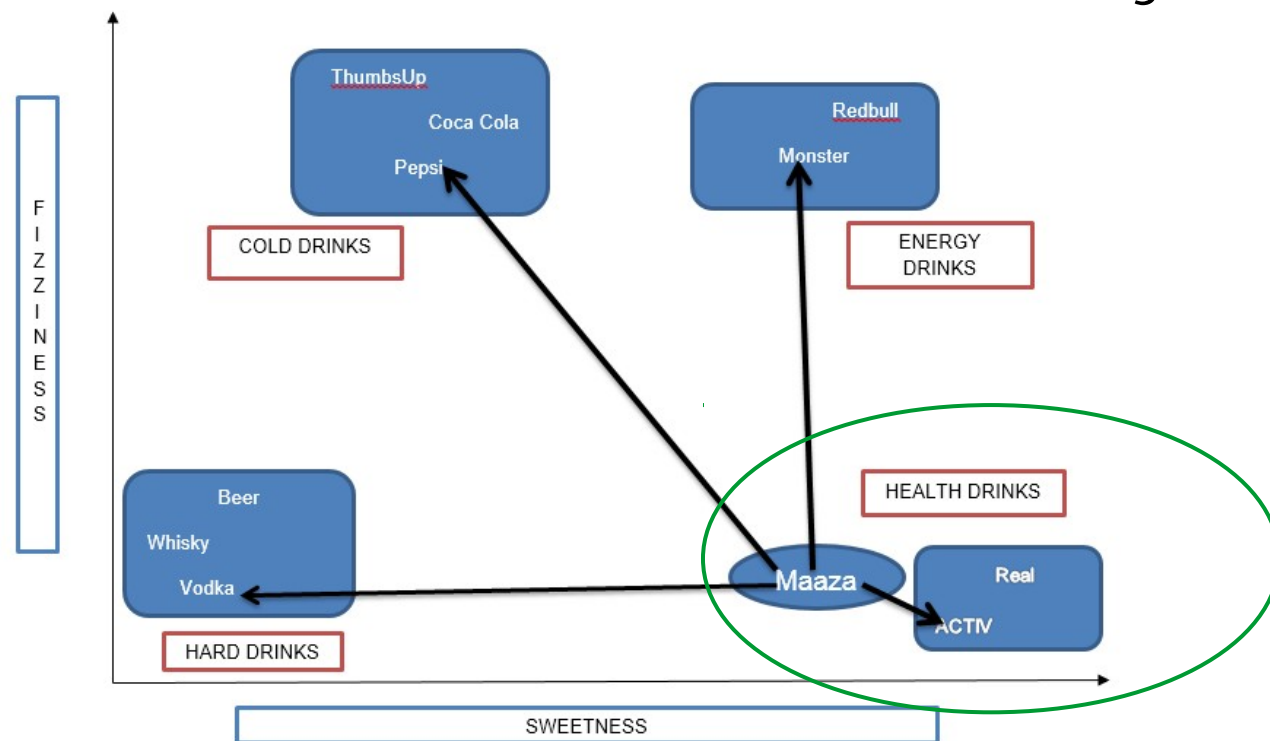 g
ThumbsUp
Coca Cola
Pepsi
Redbull
Monster
COLD DRINKS
ENERGY
DRINKS
F
I
Z
Z
I
N
E
S
S
Beer
Whisky
Vodka
HARD DRINKS
HEALTH DRINKS
Maaza
Real
ACTIV
SWEETNESS